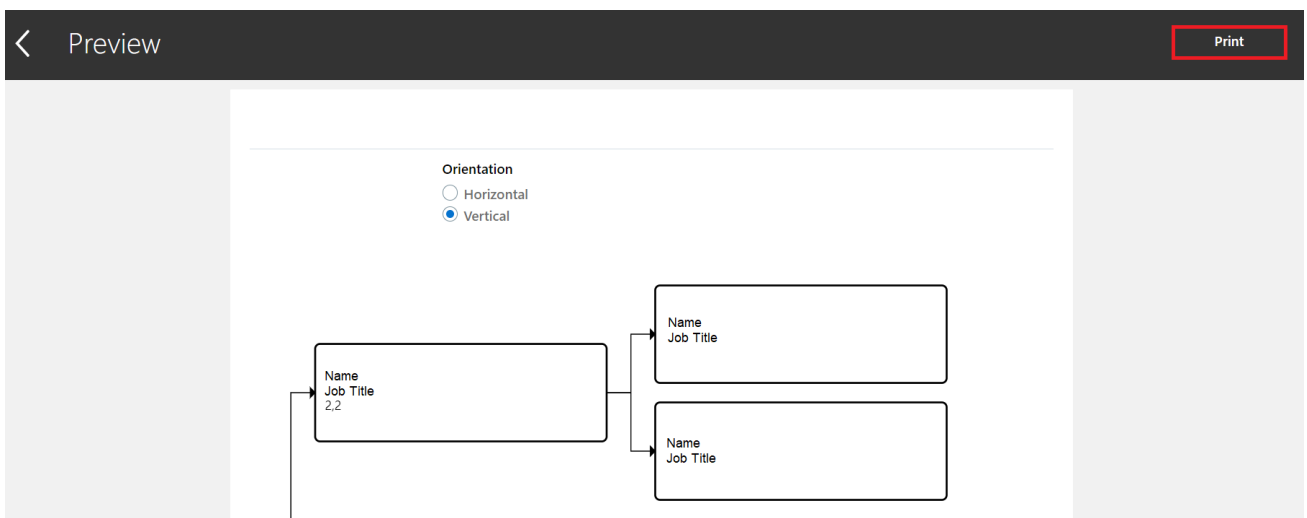 Preview
Print
Orientation
Horizontal
Vertical
Name
Job Title
Name
Job Title
2,2
Name
Job Title